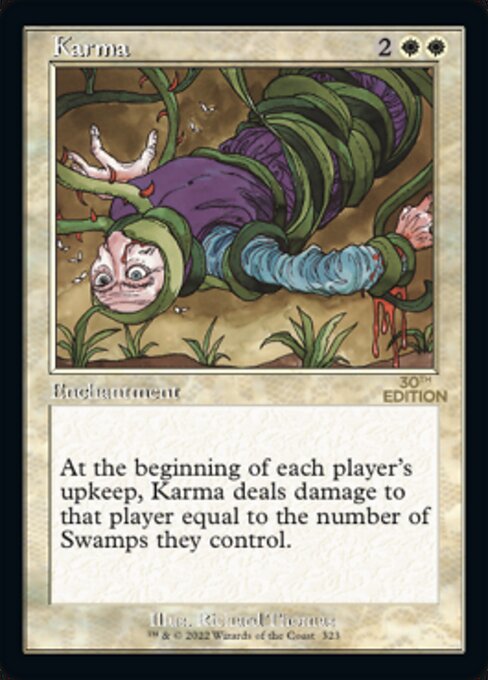 Karma 2
30TH
EDITION
Enchantment
At the beginning of each player's
upkeep, Karma deals damage to
that player equal to the number of
Swamps they control.
Illus. Richard Thomas
™ & © 2022 Wizards of the Coast 323